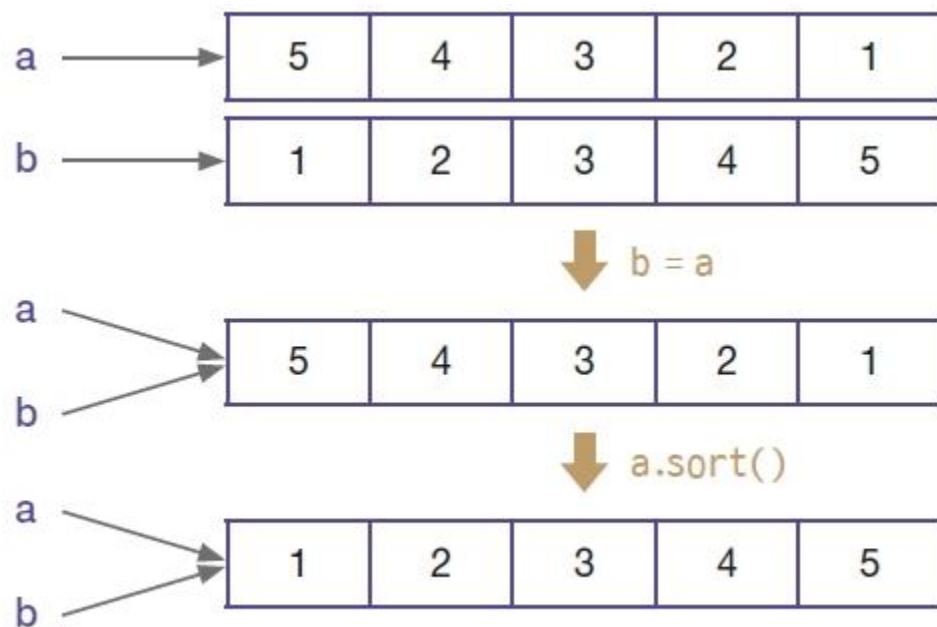 a 5 4 3 2 1
b 1 2 3 4 5
b = a
a
5 4 3 2 1
b
a.sort()
a
1 2 3 4 5
b